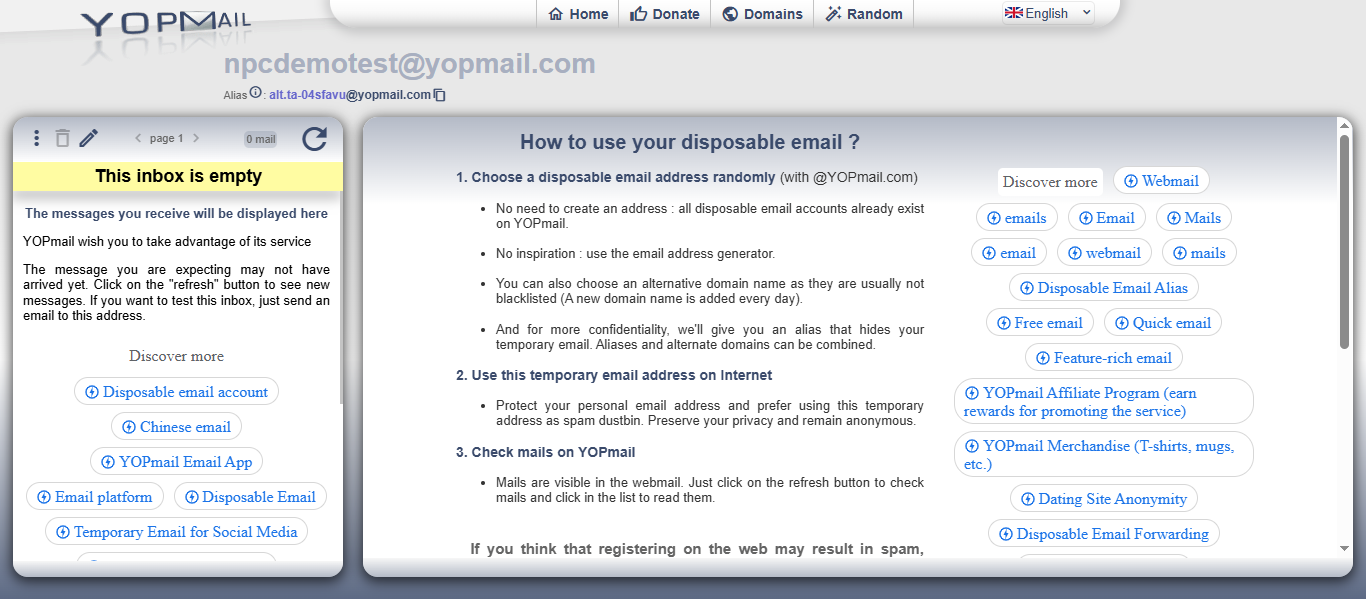 YOPMAIL
Home Donate Domains Random
English
npcdemotest@yopmail.com
Alias : alt.ta-04sfavu@yopmail.com
page 1
0 mail
This inbox is empty
The messages you receive will be displayed here
YOPmail wish you to take advantage of its service
The message you are expecting may not have
arrived yet. Click on the "refresh" button to see new
messages. If you want to test this inbox, just send an
email to this address.
Discover more
Disposable email account
Chinese email
YOPmail Email App
Email platform Disposable Email
Temporary Email for Social Media
How to use your disposable email ?
1. Choose a disposable email address randomly (with @YOPmail.com)
• No need to create an address : all disposable email accounts already exist
on YOPmail.
• No inspiration : use the email address generator.
• You can also choose an alternative domain name as they are usually not
blacklisted (A new domain name is added every day).
• And for more confidentiality, we'll give you an alias that hides your
temporary email. Aliases and alternate domains can be combined.
2. Use this temporary email address on Internet
• Protect your personal email address and prefer using this temporary
address as spam dustbin. Preserve your privacy and remain anonymous.
3. Check mails on YOPmail
• Mails are visible in the webmail. Just click on the refresh button to check
mails and click in the list to read them.
If you think that registering on the web may result in spam,
Discover more Webmail
emails Email Mails
email webmail mails
Disposable Email Alias
Free email Quick email
Feature-rich email
YOPmail Affiliate Program (earn
rewards for promoting the service)
YOPmail Merchandise (T-shirts, mugs,
etc.)
Dating Site Anonymity
Disposable Email Forwarding